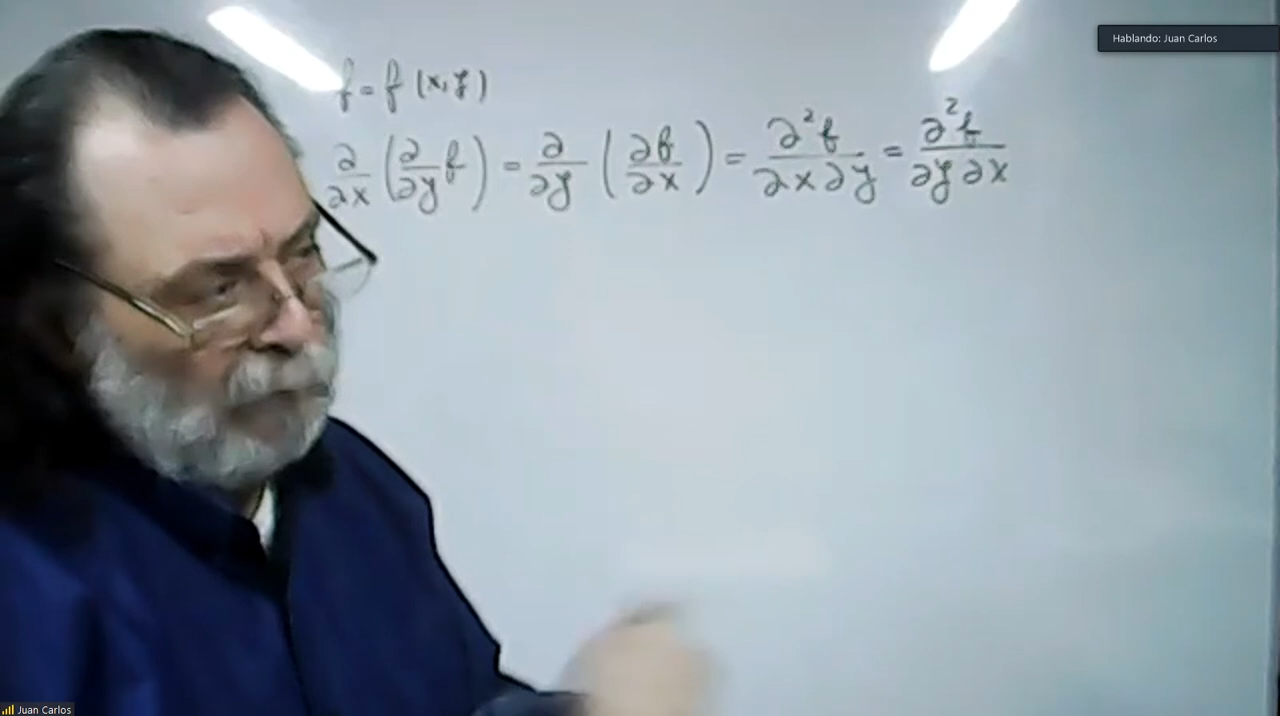 Hablando: Juan Carlos
f = f (x, y)
∂/∂x (∂/∂y f) = ∂/∂y (∂f/∂x) = ∂²f/∂x∂y = ∂²f/∂y∂x
Juan Carlos